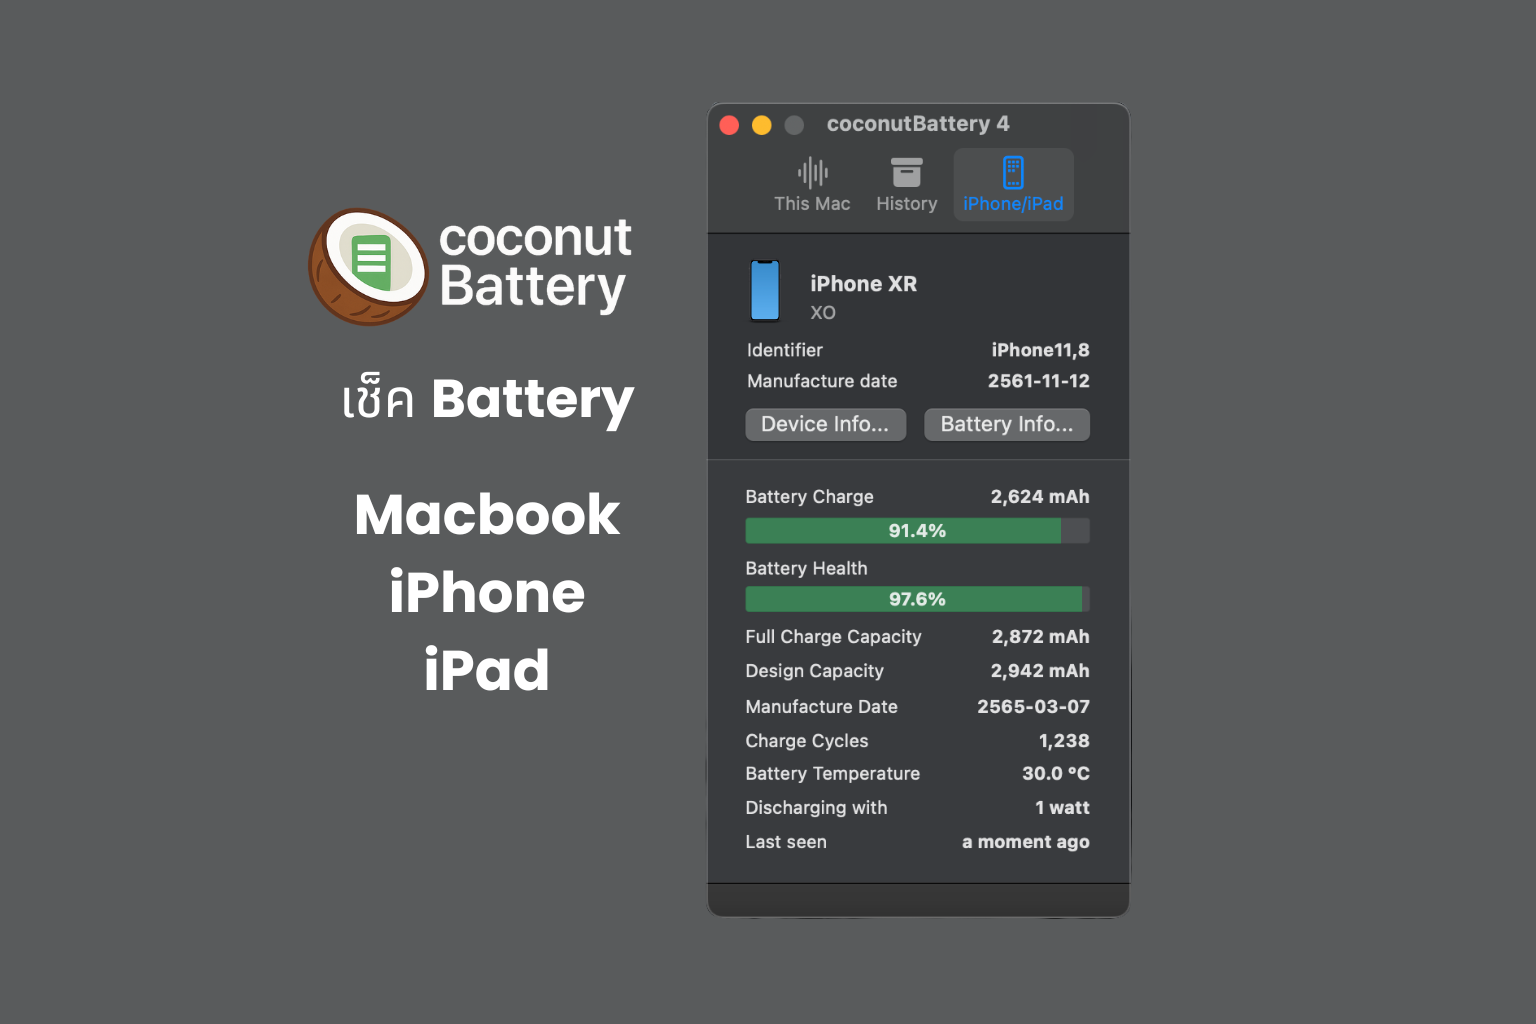 coconut
Battery
เช็ค Battery
Macbook
iPhone
iPad
coconutBattery 4
This Mac
History
iPhone/iPad
iPhone XR
XO
Identifier iPhone11,8
Manufacture date 2561-11-12
Device Info...
Battery Info...
Battery Charge 2,624 mAh
91.4%
Battery Health
97.6%
Full Charge Capacity 2,872 mAh
Design Capacity 2,942 mAh
Manufacture Date 2565-03-07
Charge Cycles 1,238
Battery Temperature 30.0 °C
Discharging with 1 watt
Last seen a moment ago